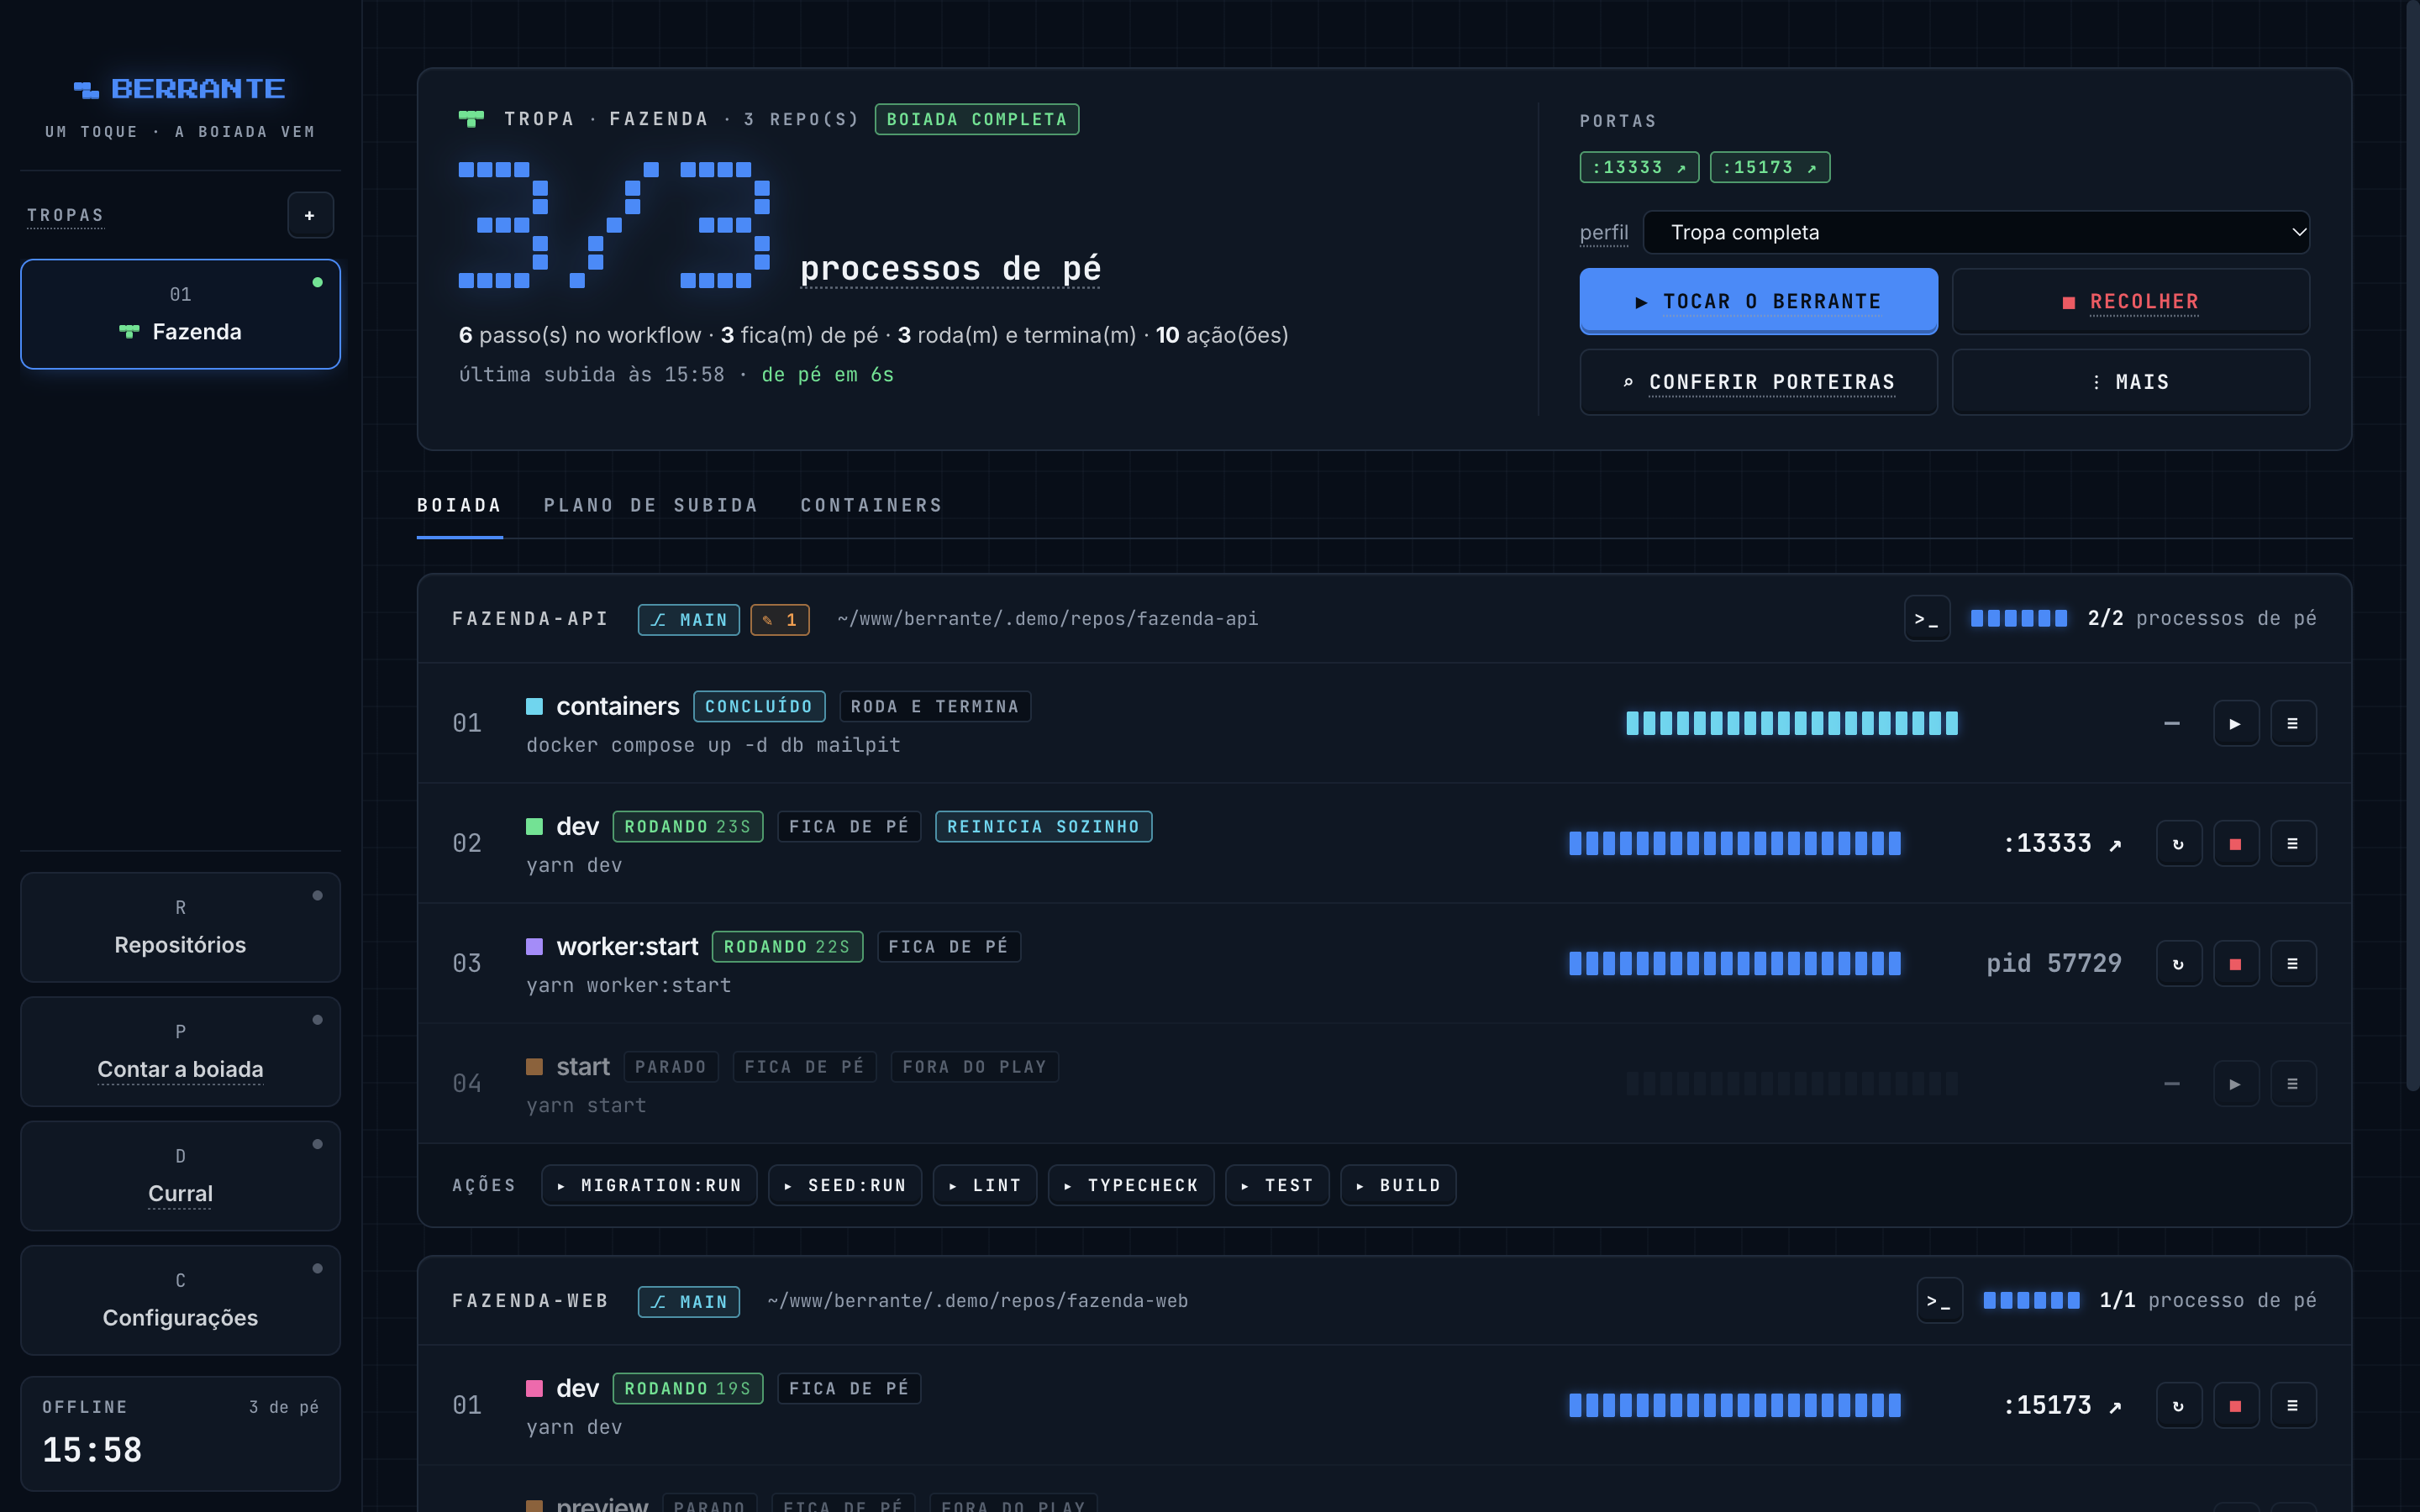 BERRANTE
UM TOQUE · A BOIADA VEM
TROPAS +
01
Fazenda
R
Repositórios
P
Contar a boiada
D
Curral
C
Configurações
OFFLINE 3 de pé
15:58
TROPA · FAZENDA · 3 REPO(S) BOIADA COMPLETA
3/3 processos de pé
6 passo(s) no workflow · 3 fica(m) de pé · 3 roda(m) e termina(m) · 10 ação(ões)
última subida às 15:58 · de pé em 6s
PORTAS
:13333 ↗ :15173 ↗
perfil Tropa completa
▶ TOCAR O BERRANTE ■ RECOLHER
⌕ CONFERIR PORTEIRAS ⋮ MAIS
BOIADA PLANO DE SUBIDA CONTAINERS
FAZENDA-API ⎇ MAIN ✎ 1 ~/www/berrante/.demo/repos/fazenda-api >_ 2/2 processos de pé
01 containers CONCLUÍDO RODA E TERMINA — ▶ ≡
docker compose up -d db mailpit
02 dev RODANDO 23S FICA DE PÉ REINICIA SOZINHO :13333 ↗ ↻ ■ ≡
yarn dev
03 worker:start RODANDO 22S FICA DE PÉ pid 57729 ↻ ■ ≡
yarn worker:start
04 start PARADO FICA DE PÉ FORA DO PLAY — ▶ ≡
yarn start
AÇÕES ▸ MIGRATION:RUN ▸ SEED:RUN ▸ LINT ▸ TYPECHECK ▸ TEST ▸ BUILD
FAZENDA-WEB ⎇ MAIN ~/www/berrante/.demo/repos/fazenda-web >_ 1/1 processo de pé
01 dev RODANDO 19S FICA DE PÉ :15173 ↗ ↻ ■ ≡
yarn dev
preview PARADO FICA DE PÉ FORA DO PLAY